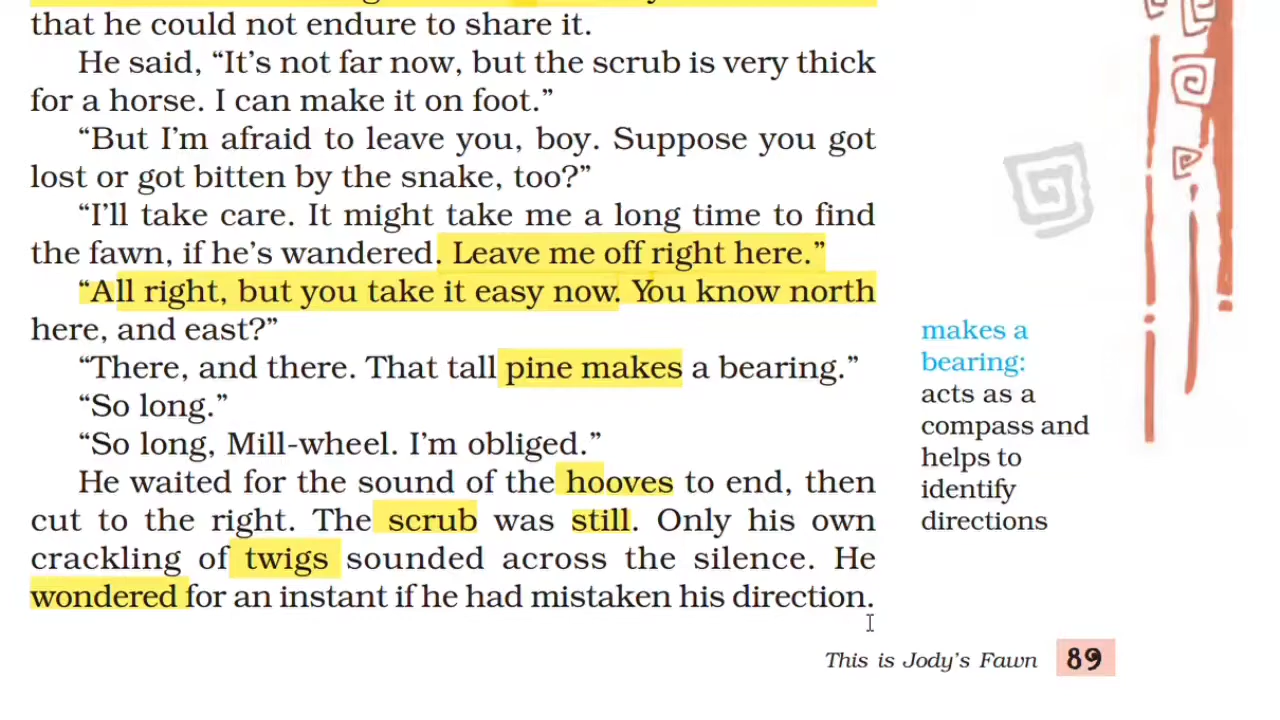 that he could not endure to share it.
He said, “It’s not far now, but the scrub is very thick
for a horse. I can make it on foot.”
“But I’m afraid to leave you, boy. Suppose you got
lost or got bitten by the snake, too?”
“I’ll take care. It might take me a long time to find
the fawn, if he’s wandered. Leave me off right here.”
“All right, but you take it easy now. You know north
here, and east?”
“There, and there. That tall pine makes a bearing.”
“So long.”
“So long, Mill-wheel. I’m obliged.”
He waited for the sound of the hooves to end, then
cut to the right. The scrub was still. Only his own
crackling of twigs sounded across the silence. He
wondered for an instant if he had mistaken his direction.
makes a
bearing:
acts as a
compass and
helps to
identify
directions
This is Jody’s Fawn 89